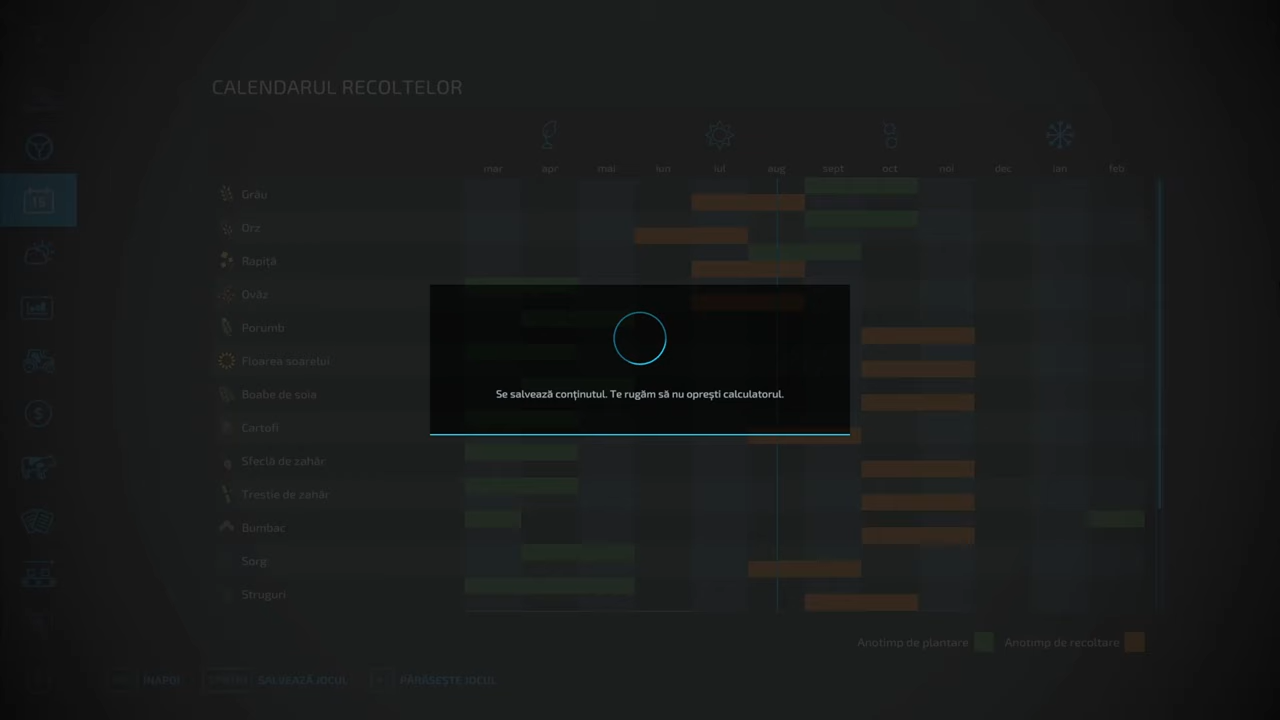 CALENDARUL RECOLTELOR
mar apr mai iun iul aug sept oct noi dec ian feb
15
Grâu
Orz
Rapiță
Ovăz
Porumb
Floarea soarelui
Boabe de soia
Se salvează conținutul. Te rugăm să nu oprești calculatorul.
Cartofi
Sfeclă de zahăr
Trestie de zahăr
Bumbac
Sorg
Struguri
Anotimp de plantare Anotimp de recoltare
ÎNAPOI SALVEAZĂ JOCUL PĂRĂSEȘTE JOCUL